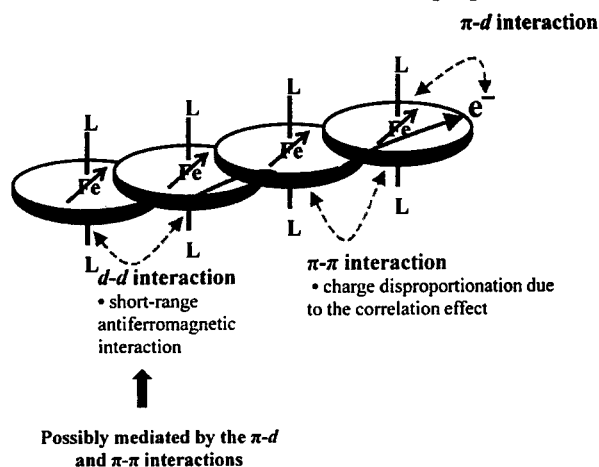 π-d interaction
L
e⁻
L
Fe
L
Fe
L
Fe
Fe
L
L
L
L
d-d interaction
• short-range
antiferromagnetic
interaction
π-π interaction
• charge disproportionation due
to the correlation effect
Possibly mediated by the π-d
and π-π interactions